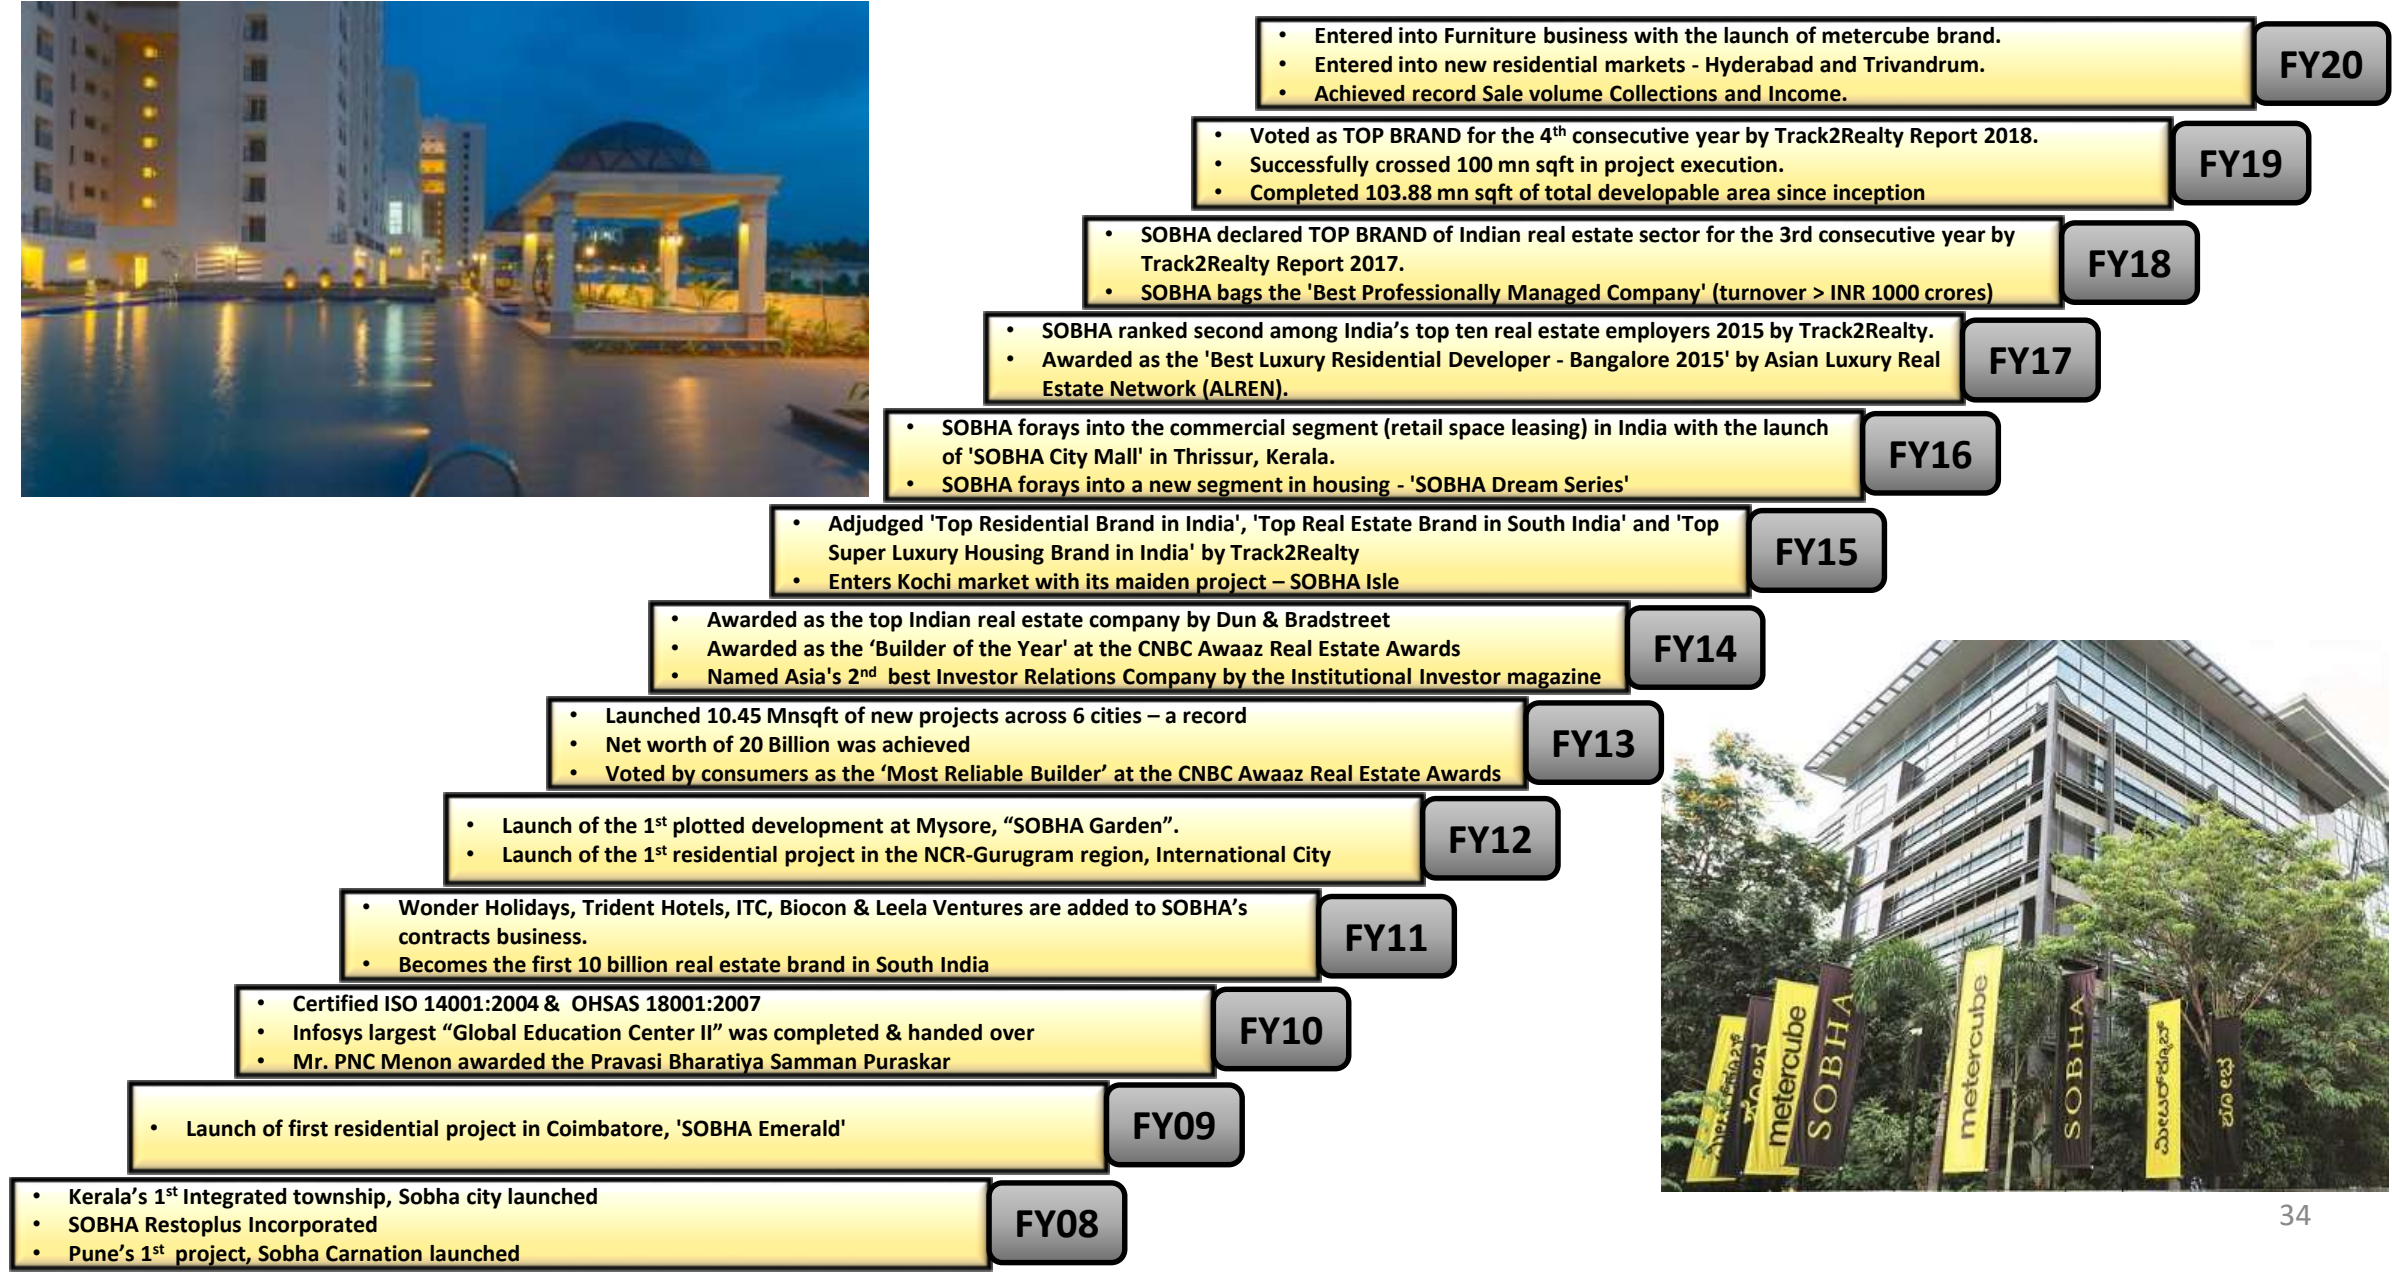 • Entered into Furniture business with the launch of metercube brand.
• Entered into new residential markets - Hyderabad and Trivandrum.
• Achieved record Sale volume Collections and Income.
FY20
• Voted as TOP BRAND for the 4th consecutive year by Track2Realty Report 2018.
• Successfully crossed 100 mn sqft in project execution.
• Completed 103.88 mn sqft of total developable area since inception
FY19
• SOBHA declared TOP BRAND of Indian real estate sector for the 3rd consecutive year by
Track2Realty Report 2017.
• SOBHA bags the 'Best Professionally Managed Company' (turnover > INR 1000 crores)
FY18
• SOBHA ranked second among India’s top ten real estate employers 2015 by Track2Realty.
• Awarded as the 'Best Luxury Residential Developer - Bangalore 2015' by Asian Luxury Real
Estate Network (ALREN).
FY17
• SOBHA forays into the commercial segment (retail space leasing) in India with the launch
of 'SOBHA City Mall' in Thrissur, Kerala.
• SOBHA forays into a new segment in housing - 'SOBHA Dream Series'
FY16
• Adjudged 'Top Residential Brand in India', 'Top Real Estate Brand in South India' and 'Top
Super Luxury Housing Brand in India' by Track2Realty
• Enters Kochi market with its maiden project – SOBHA Isle
FY15
• Awarded as the top Indian real estate company by Dun & Bradstreet
• Awarded as the ‘Builder of the Year' at the CNBC Awaaz Real Estate Awards
• Named Asia's 2nd best Investor Relations Company by the Institutional Investor magazine
FY14
• Launched 10.45 Mnsqft of new projects across 6 cities – a record
• Net worth of 20 Billion was achieved
• Voted by consumers as the ‘Most Reliable Builder’ at the CNBC Awaaz Real Estate Awards
FY13
• Launch of the 1st plotted development at Mysore, “SOBHA Garden”.
• Launch of the 1st residential project in the NCR-Gurugram region, International City
FY12
• Wonder Holidays, Trident Hotels, ITC, Biocon & Leela Ventures are added to SOBHA’s
contracts business.
• Becomes the first 10 billion real estate brand in South India
FY11
• Certified ISO 14001:2004 & OHSAS 18001:2007
• Infosys largest “Global Education Center II” was completed & handed over
• Mr. PNC Menon awarded the Pravasi Bharatiya Samman Puraskar
FY10
• Launch of first residential project in Coimbatore, 'SOBHA Emerald'
FY09
• Kerala’s 1st Integrated township, Sobha city launched
• SOBHA Restoplus Incorporated
• Pune’s 1st project, Sobha Carnation launched
FY08
metercube
SOBHA
metercube
SOBHA
ಶೋಭ
34